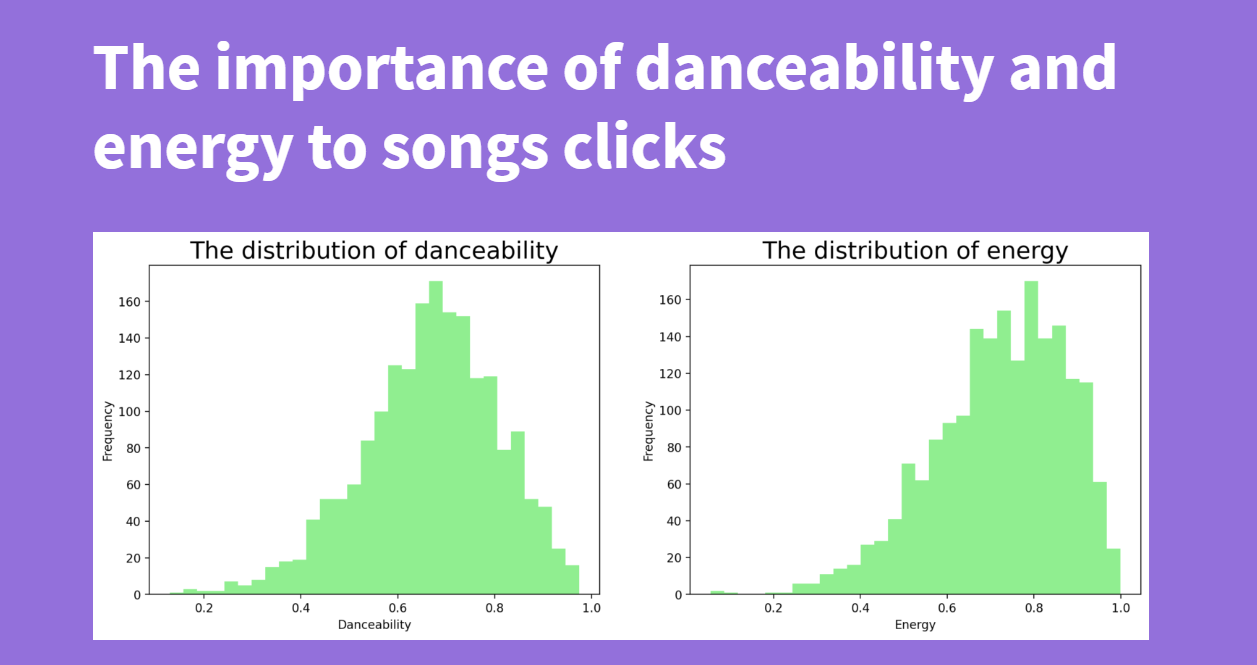 The importance of danceability and
energy to songs clicks
The distribution of danceability
160
140
120
100
80
60
40
20
0
Frequency
0.2 0.4 0.6 0.8 1.0
Danceability
The distribution of energy
160
140
120
100
80
60
40
20
0
Frequency
0.2 0.4 0.6 0.8 1.0
Energy